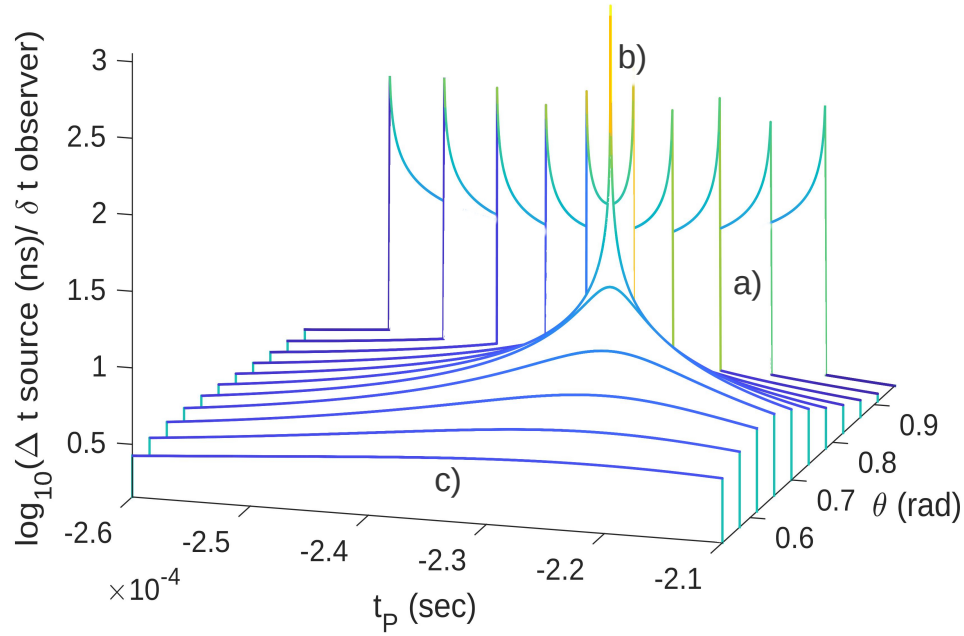 log10(Δ t source (ns)/ δ t observer)
3
2.5
2
1.5
1
0.5
b)
a)
c)
-2.6
-2.5
-2.4
-2.3
-2.2
-2.1
×10-4
tP (sec)
0.6
0.7
0.8
0.9
θ (rad)